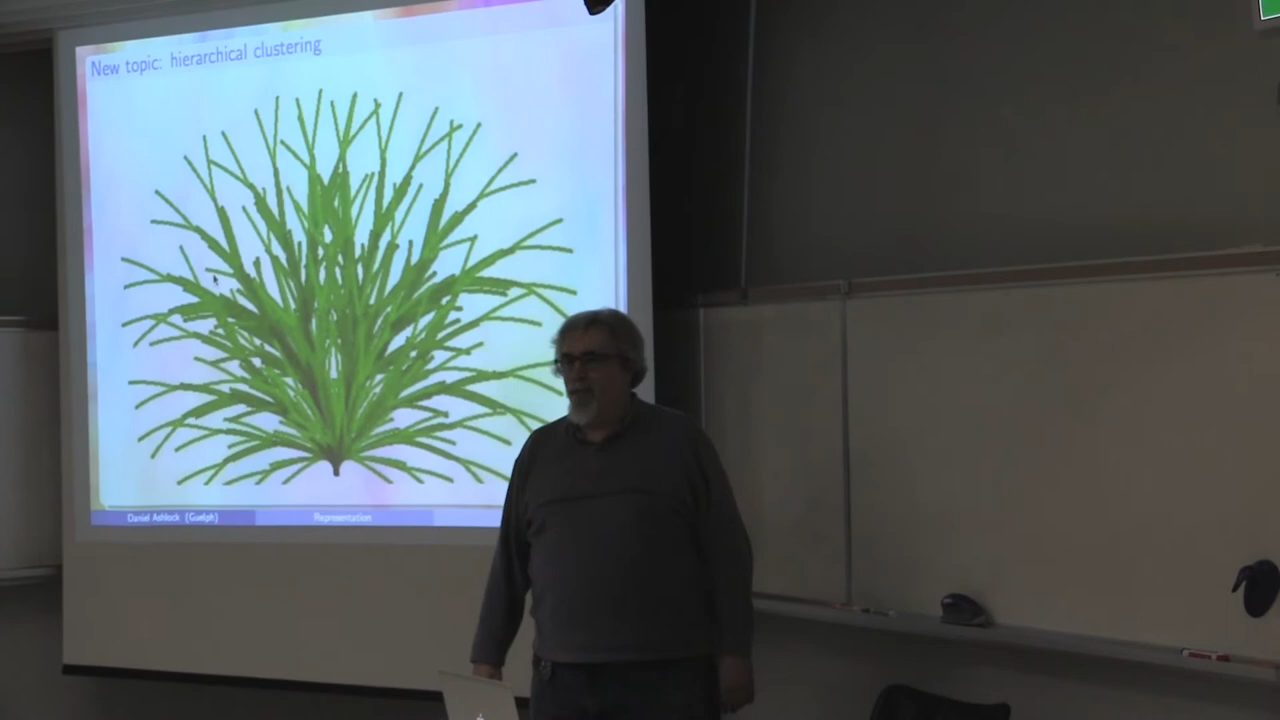 New topic: hierarchical clustering
Daniel Ashlock (Guelph)
Representation